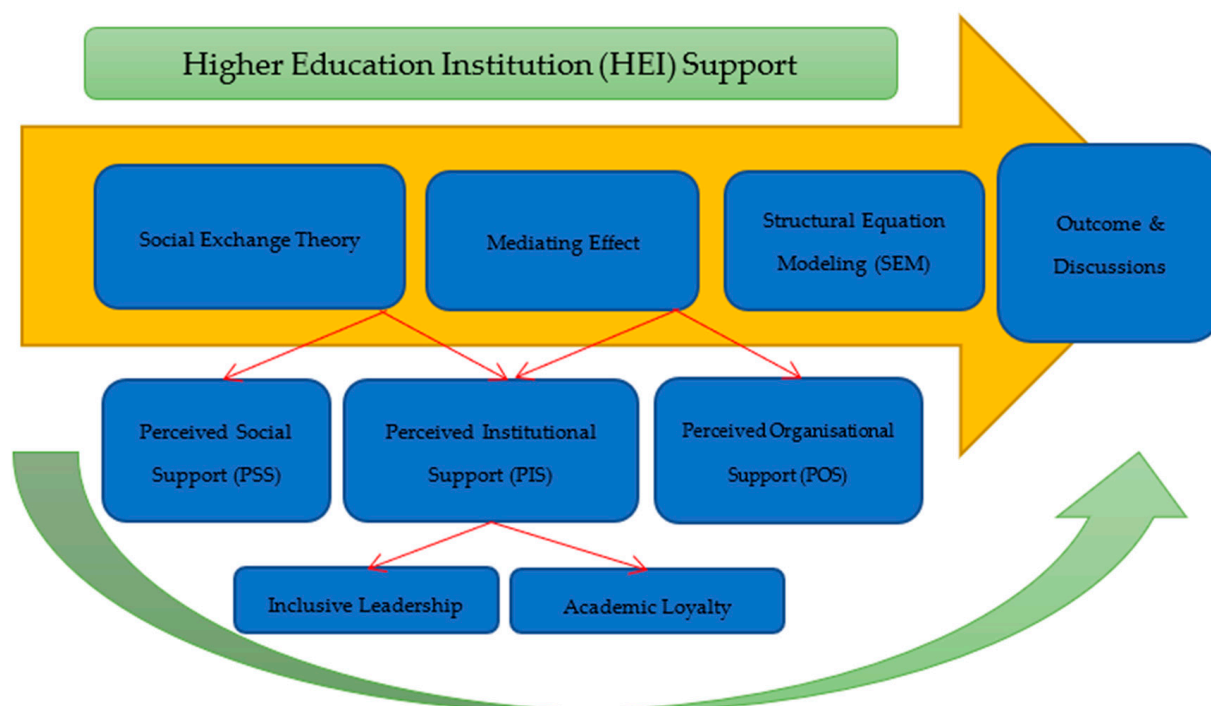 Higher Education Institution (HEI) Support
Social Exchange Theory
Mediating Effect
Structural Equation
Modeling (SEM)
Outcome &
Discussions
Perceived Social
Support (PSS)
Perceived Institutional
Support (PIS)
Perceived Organisational
Support (POS)
Inclusive Leadership
Academic Loyalty